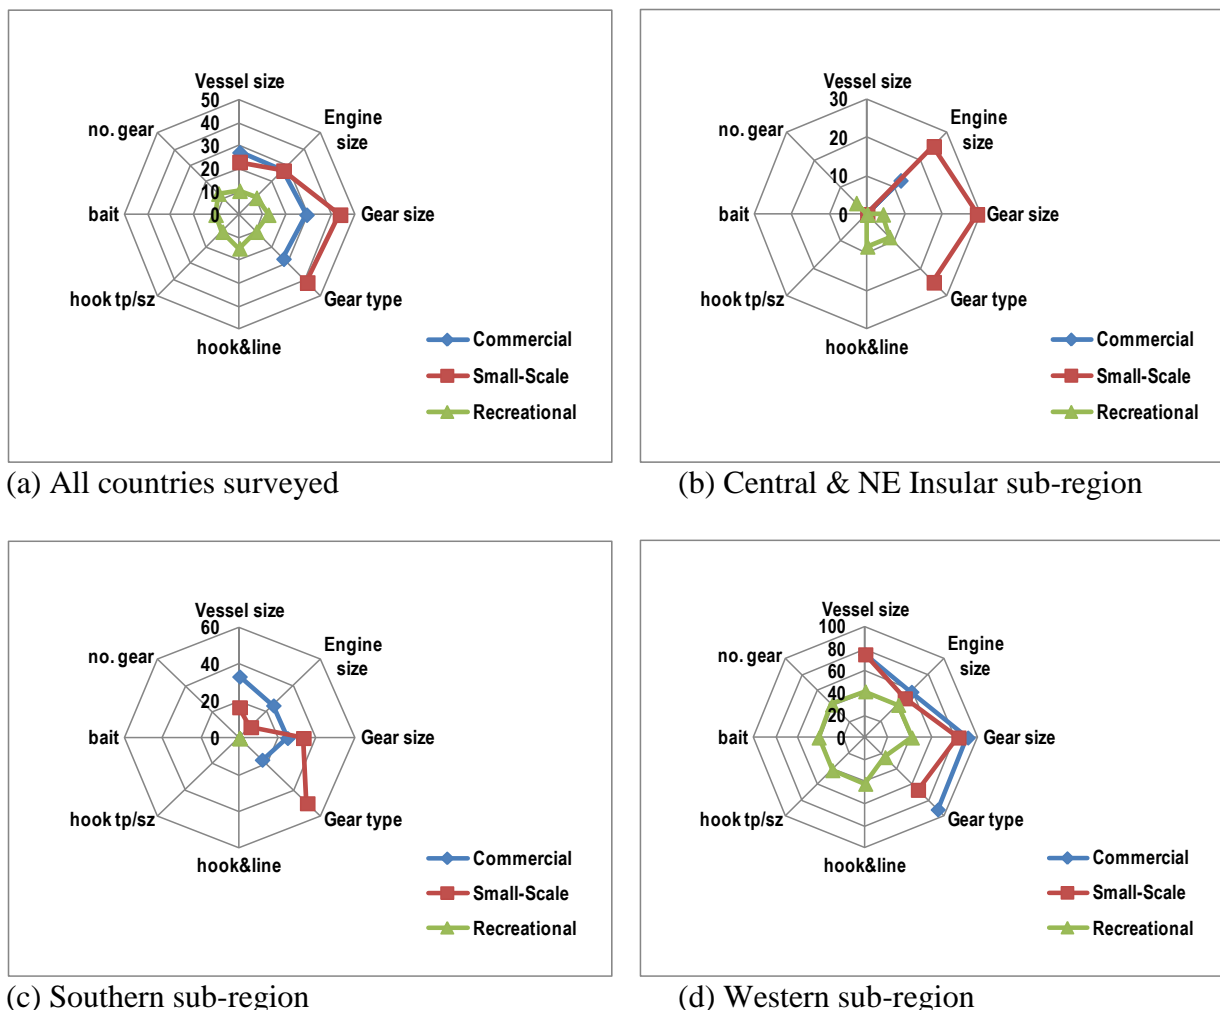 Vessel size
50
40
30
20
10
0
no. gear
Engine
size
bait
Gear size
hook tp/sz
Gear type
hook&line
Commercial
Small-Scale
Recreational
(a) All countries surveyed
Vessel size
30
20
10
0
no. gear
Engine
size
bait
Gear size
hook tp/sz
Gear type
hook&line
Commercial
Small-Scale
Recreational
(b) Central & NE Insular sub-region
Vessel size
60
40
20
0
no. gear
Engine
size
bait
Gear size
hook tp/sz
Gear type
hook&line
Commercial
Small-Scale
Recreational
(c) Southern sub-region
Vessel size
100
80
60
40
20
0
no. gear
Engine
size
bait
Gear size
hook tp/sz
Gear type
hook&line
Commercial
Small-Scale
Recreational
(d) Western sub-region